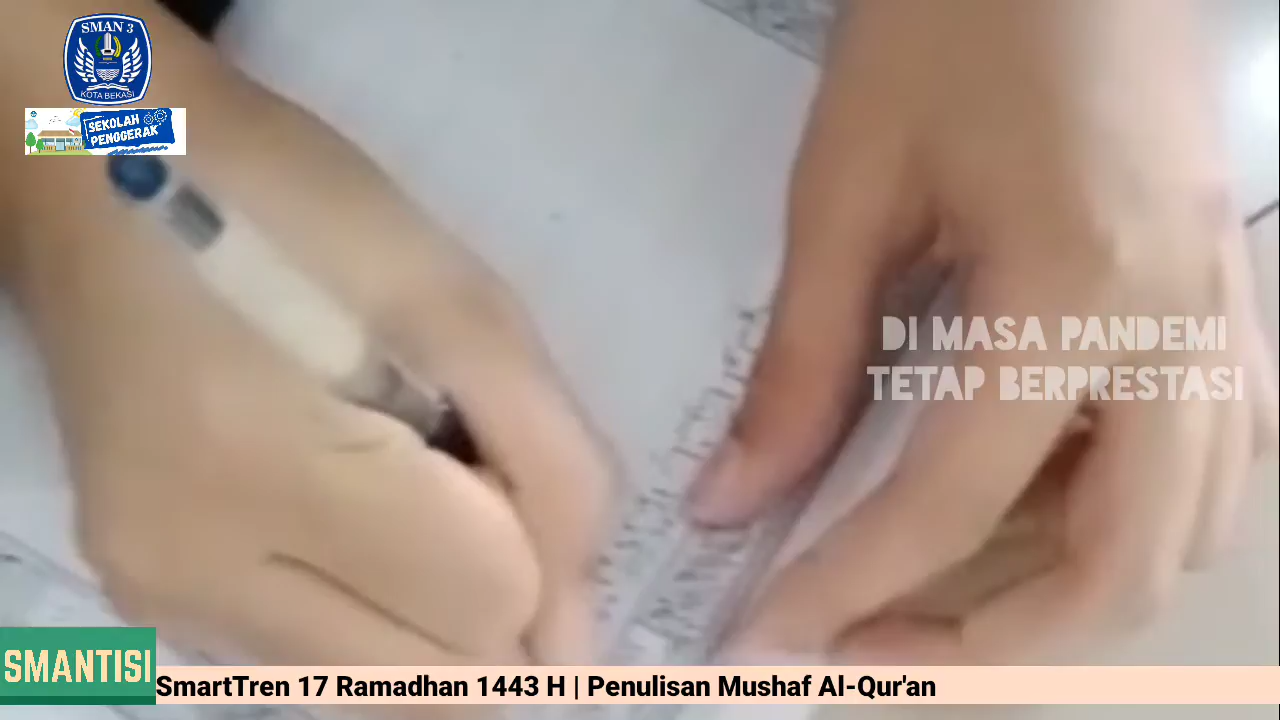 SMAN 3
KOTA BEKASI
SEKOLAH
PENGGERAK
DI MASA PANDEMI
TETAP BERPRESTASI
SMANTISI
SmartTren 17 Ramadhan 1443 H | Penulisan Mushaf Al-Qur'an